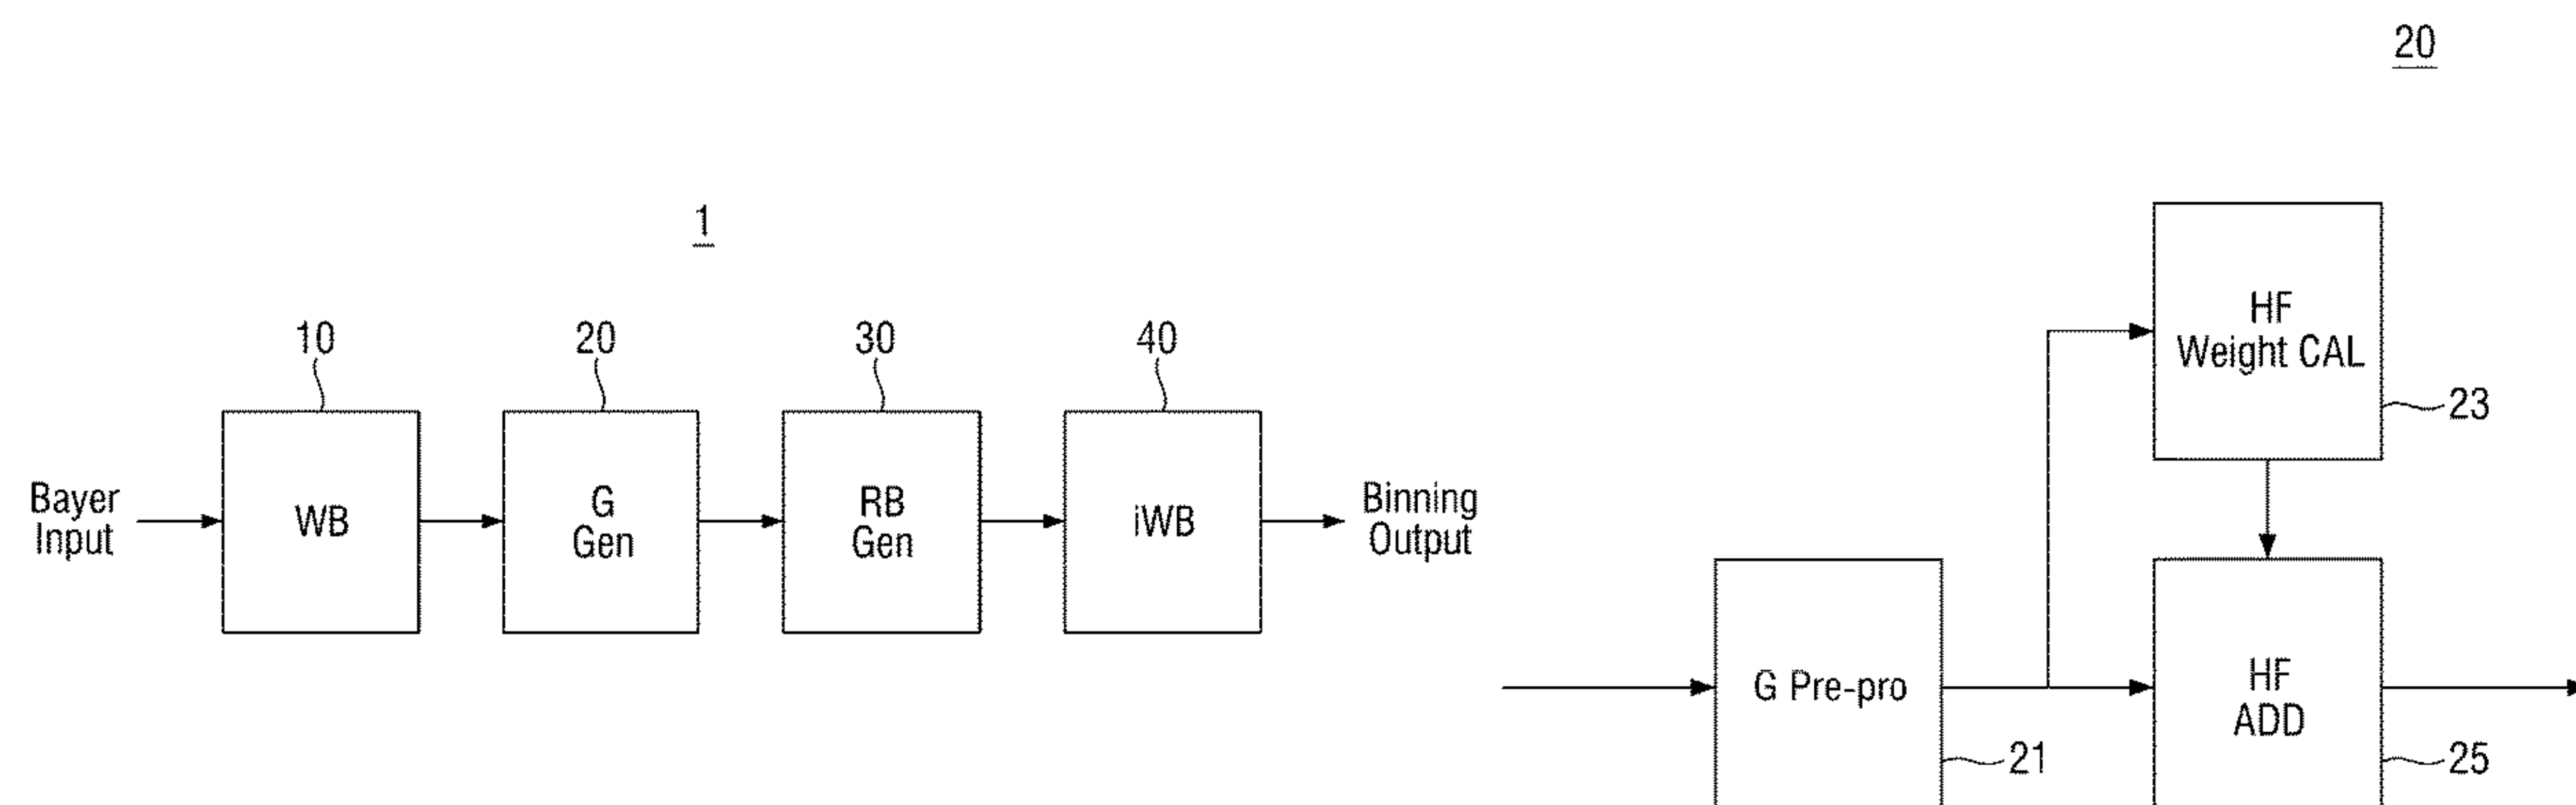 20
1
10
20
30
40
Bayer
Input
WB
G
Gen
RB
Gen
iWB
Binning
Output
HF
Weight CAL
23
G Pre-pro
21
HF
ADD
25